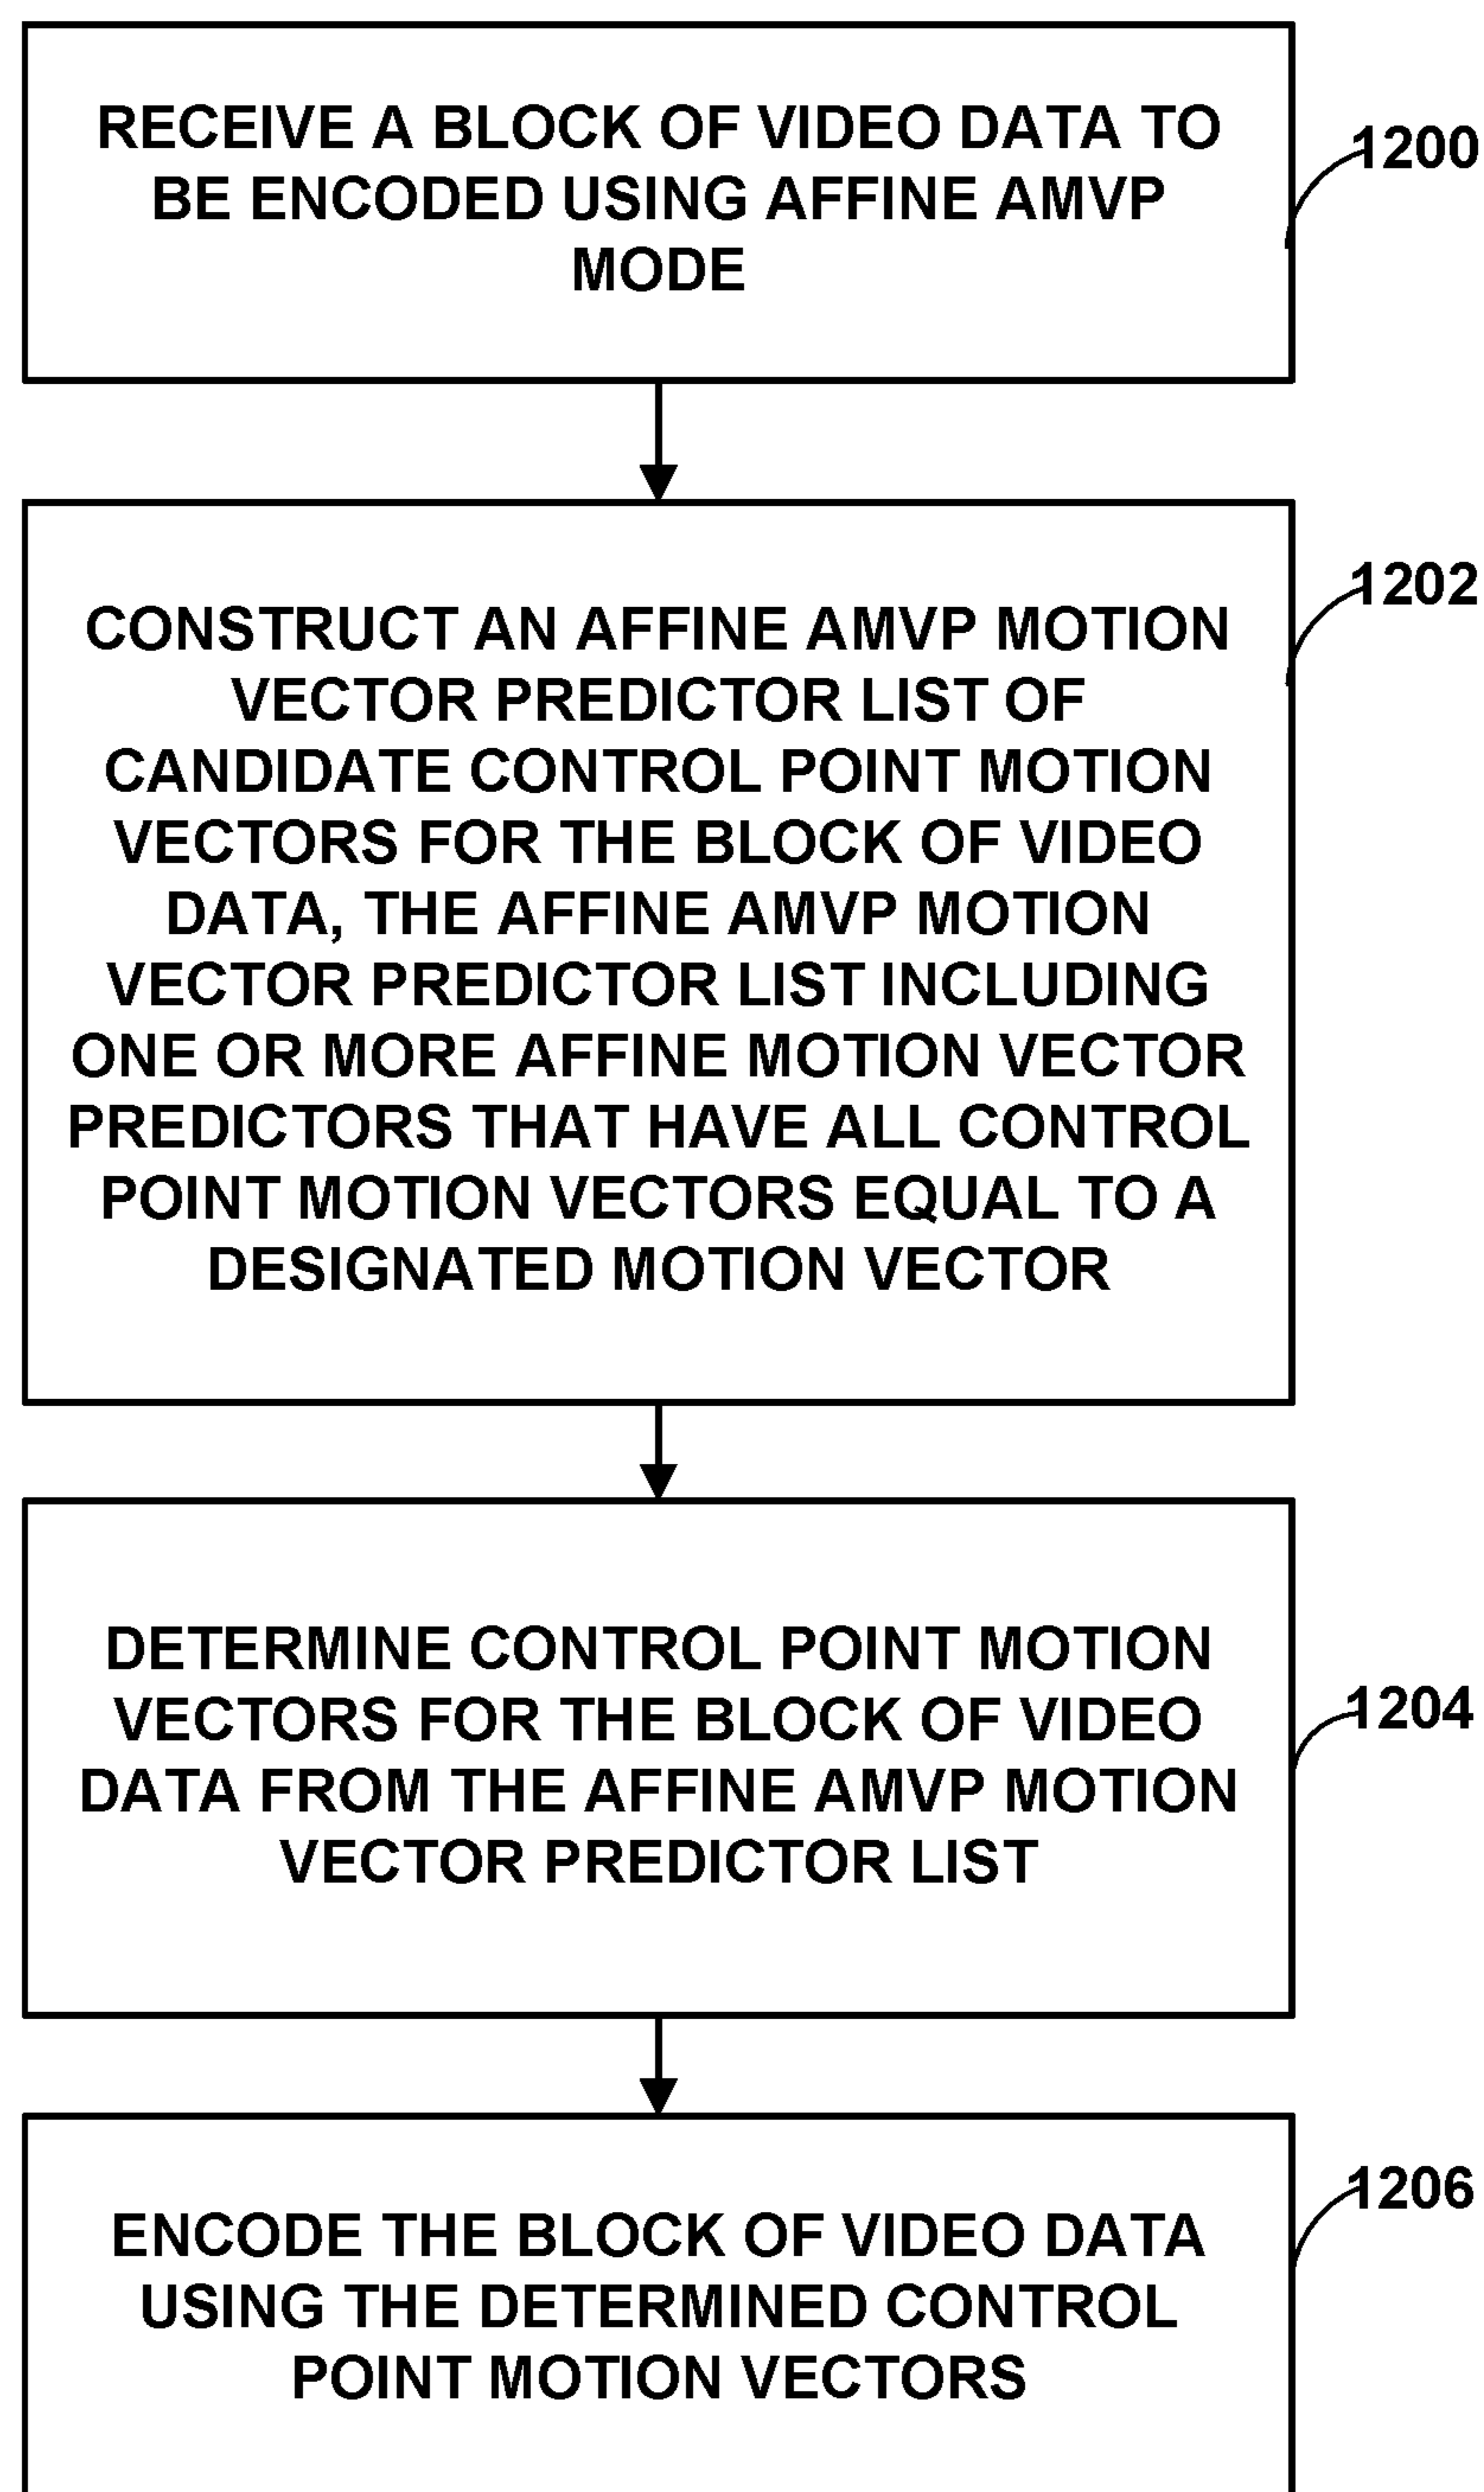 RECEIVE A BLOCK OF VIDEO DATA TO
BE ENCODED USING AFFINE AMVP
MODE
1200
CONSTRUCT AN AFFINE AMVP MOTION
VECTOR PREDICTOR LIST OF
CANDIDATE CONTROL POINT MOTION
VECTORS FOR THE BLOCK OF VIDEO
DATA, THE AFFINE AMVP MOTION
VECTOR PREDICTOR LIST INCLUDING
ONE OR MORE AFFINE MOTION VECTOR
PREDICTORS THAT HAVE ALL CONTROL
POINT MOTION VECTORS EQUAL TO A
DESIGNATED MOTION VECTOR
1202
DETERMINE CONTROL POINT MOTION
VECTORS FOR THE BLOCK OF VIDEO
DATA FROM THE AFFINE AMVP MOTION
VECTOR PREDICTOR LIST
1204
ENCODE THE BLOCK OF VIDEO DATA
USING THE DETERMINED CONTROL
POINT MOTION VECTORS
1206